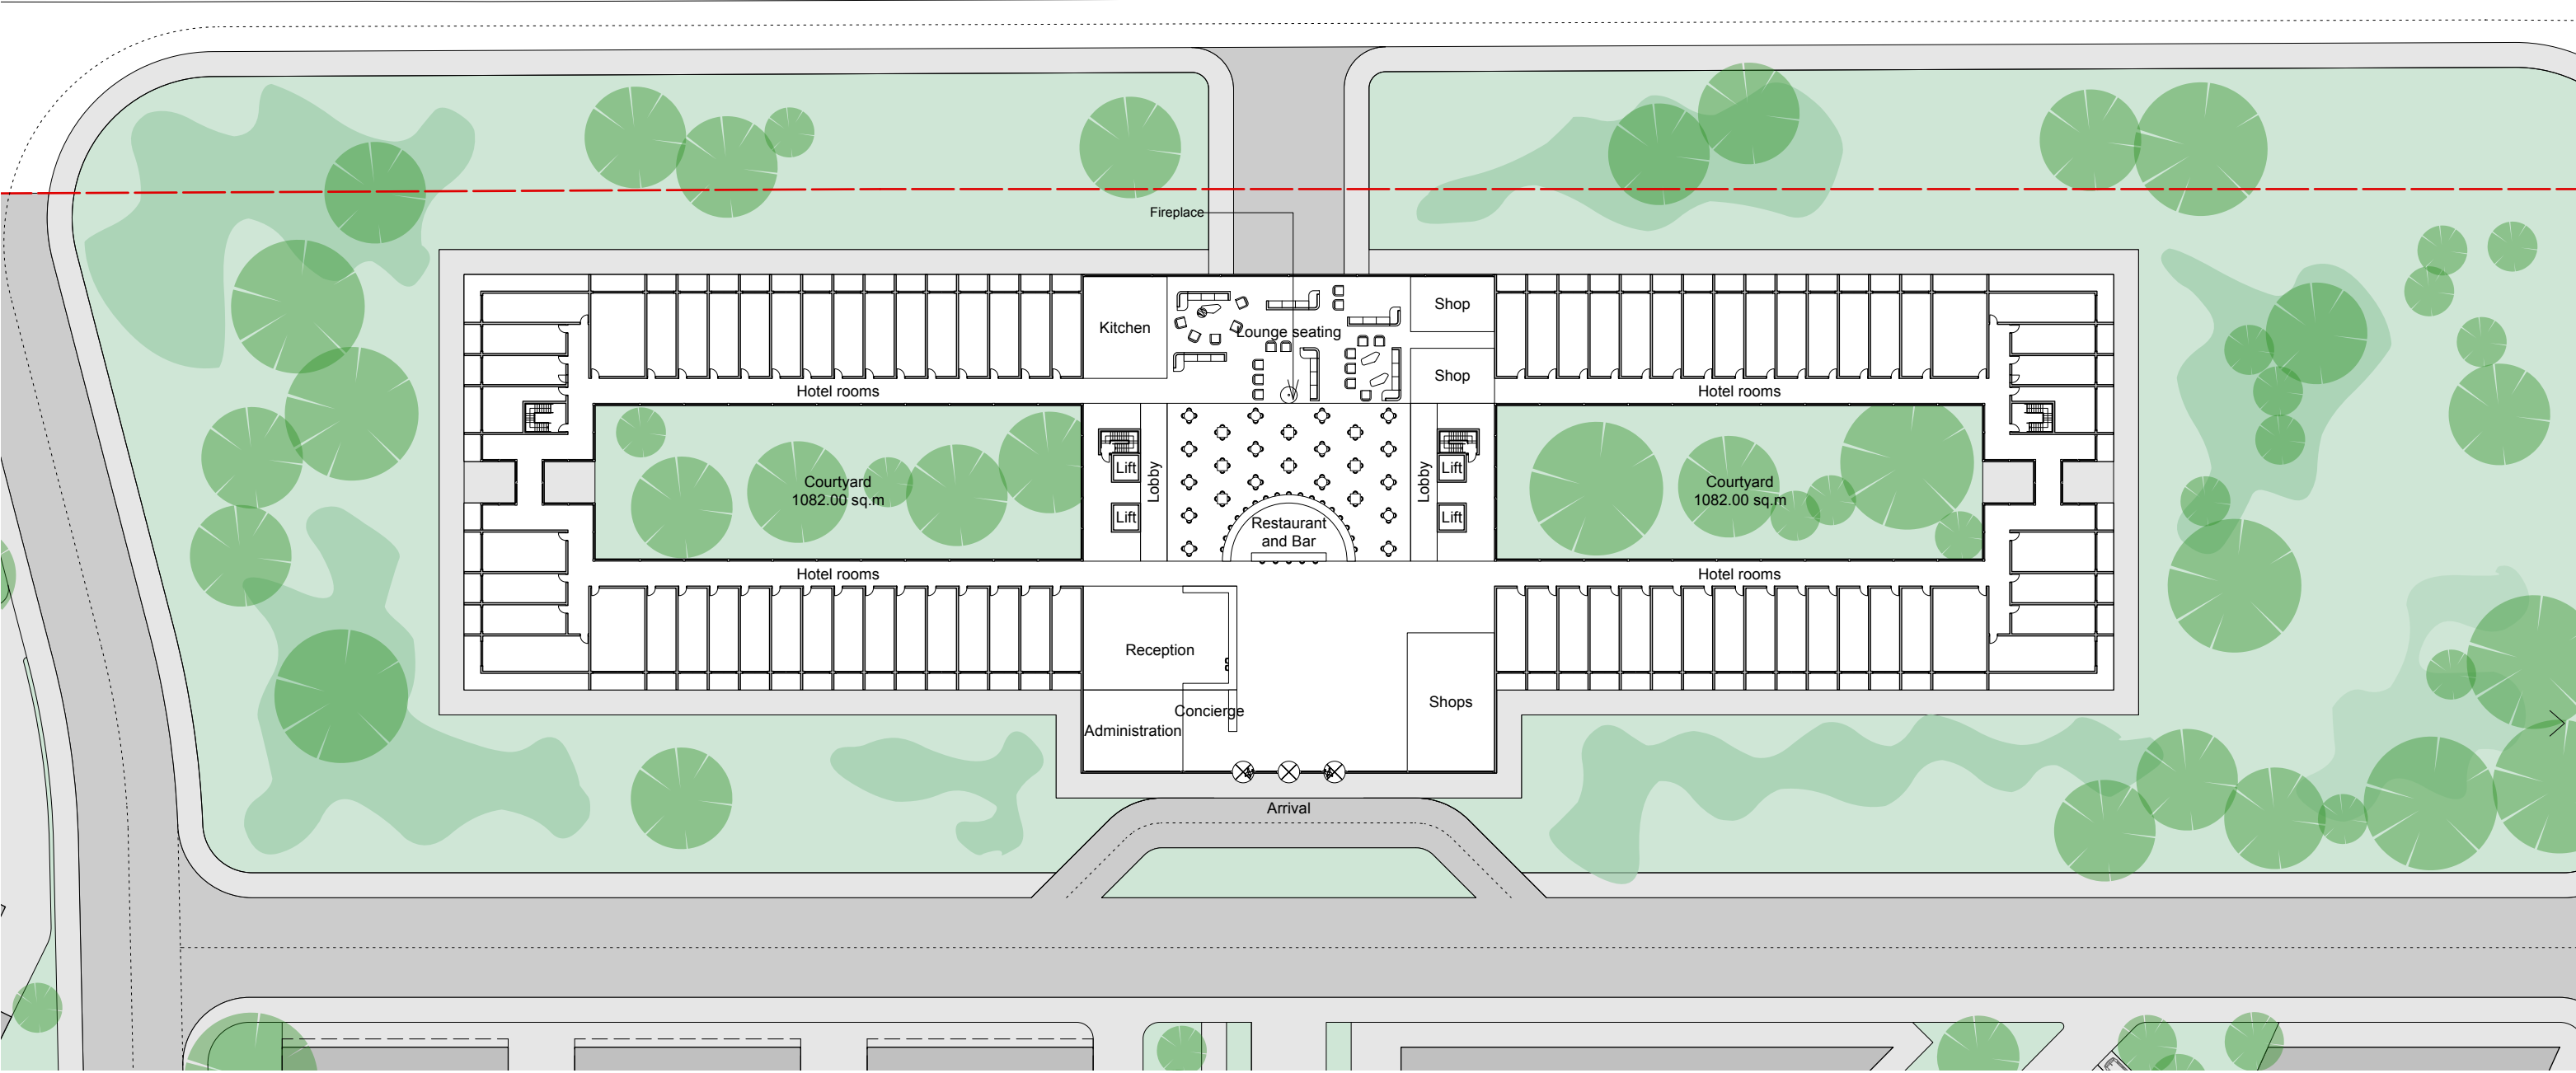 Fireplace
Kitchen
Lounge seating
Shop
Shop
Hotel rooms
Hotel rooms
Courtyard
1082.00 sq.m
Lift
Lift
Lobby
Restaurant
and Bar
Lobby
Lift
Lift
Courtyard
1082.00 sq.m
Hotel rooms
Hotel rooms
Reception
Concierge
Administration
Shops
Arrival